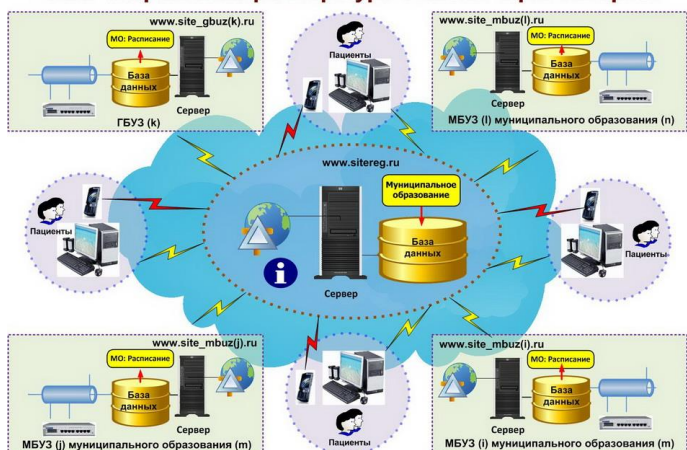 www.site_gbuz(k).ru
МО: Расписание
База
данных
Сервер
ГБУЗ (k)
Пациенты
www.site_mbuz(l).ru
МО: Расписание
База
данных
Сервер
МБУЗ (l) муниципального образования (n)
www.sitereg.ru
Муниципальное
образование
База
данных
Сервер
Пациенты
Пациенты
www.site_mbuz(j).ru
МО: Расписание
База
данных
Сервер
МБУЗ (j) муниципального образования (m)
Пациенты
www.site_mbuz(i).ru
МО: Расписание
База
данных
Сервер
МБУЗ (i) муниципального образования (m)